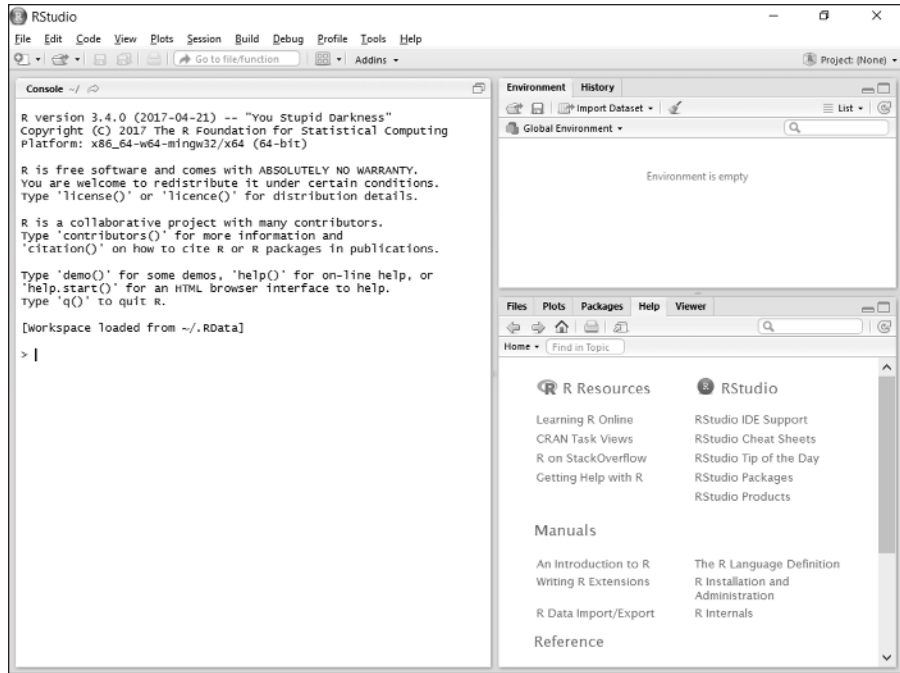 RStudio
File Edit Code View Plots Session Build Debug Profile Tools Help
Go to file/function Addins Project: (None)
Console ~/
R version 3.4.0 (2017-04-21) -- "You Stupid Darkness"
Copyright (C) 2017 The R Foundation for Statistical Computing
Platform: x86_64-w64-mingw32/x64 (64-bit)
R is free software and comes with ABSOLUTELY NO WARRANTY.
You are welcome to redistribute it under certain conditions.
Type 'license()' or 'licence()' for distribution details.
R is a collaborative project with many contributors.
Type 'contributors()' for more information and
'citation()' on how to cite R or R packages in publications.
Type 'demo()' for some demos, 'help()' for on-line help, or
'help.start()' for an HTML browser interface to help.
Type 'q()' to quit R.
[Workspace loaded from ~/.RData]
>
Environment History
Import Dataset List
Global Environment
Environment is empty
Files Plots Packages Help Viewer
Home Find in Topic
R Resources RStudio
Learning R Online RStudio IDE Support
CRAN Task Views RStudio Cheat Sheets
R on StackOverflow RStudio Tip of the Day
Getting Help with R RStudio Packages
RStudio Products
Manuals
An Introduction to R The R Language Definition
Writing R Extensions R Installation and
Administration
R Data Import/Export R Internals
Reference